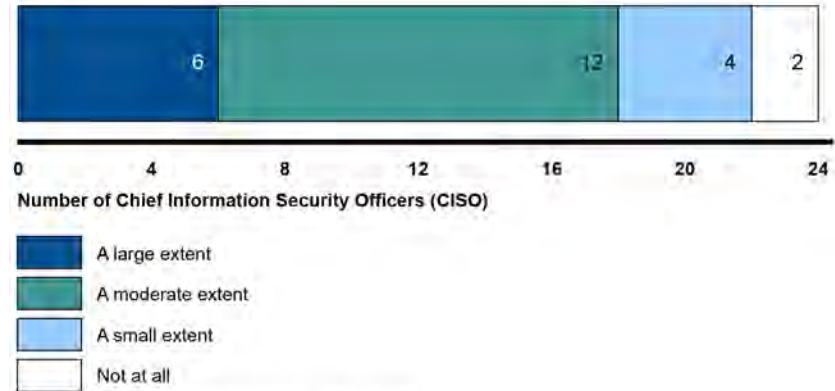 6 12 4 2
0 4 8 12 16 20 24
Number of Chief Information Security Officers (CISO)
A large extent
A moderate extent
A small extent
Not at all